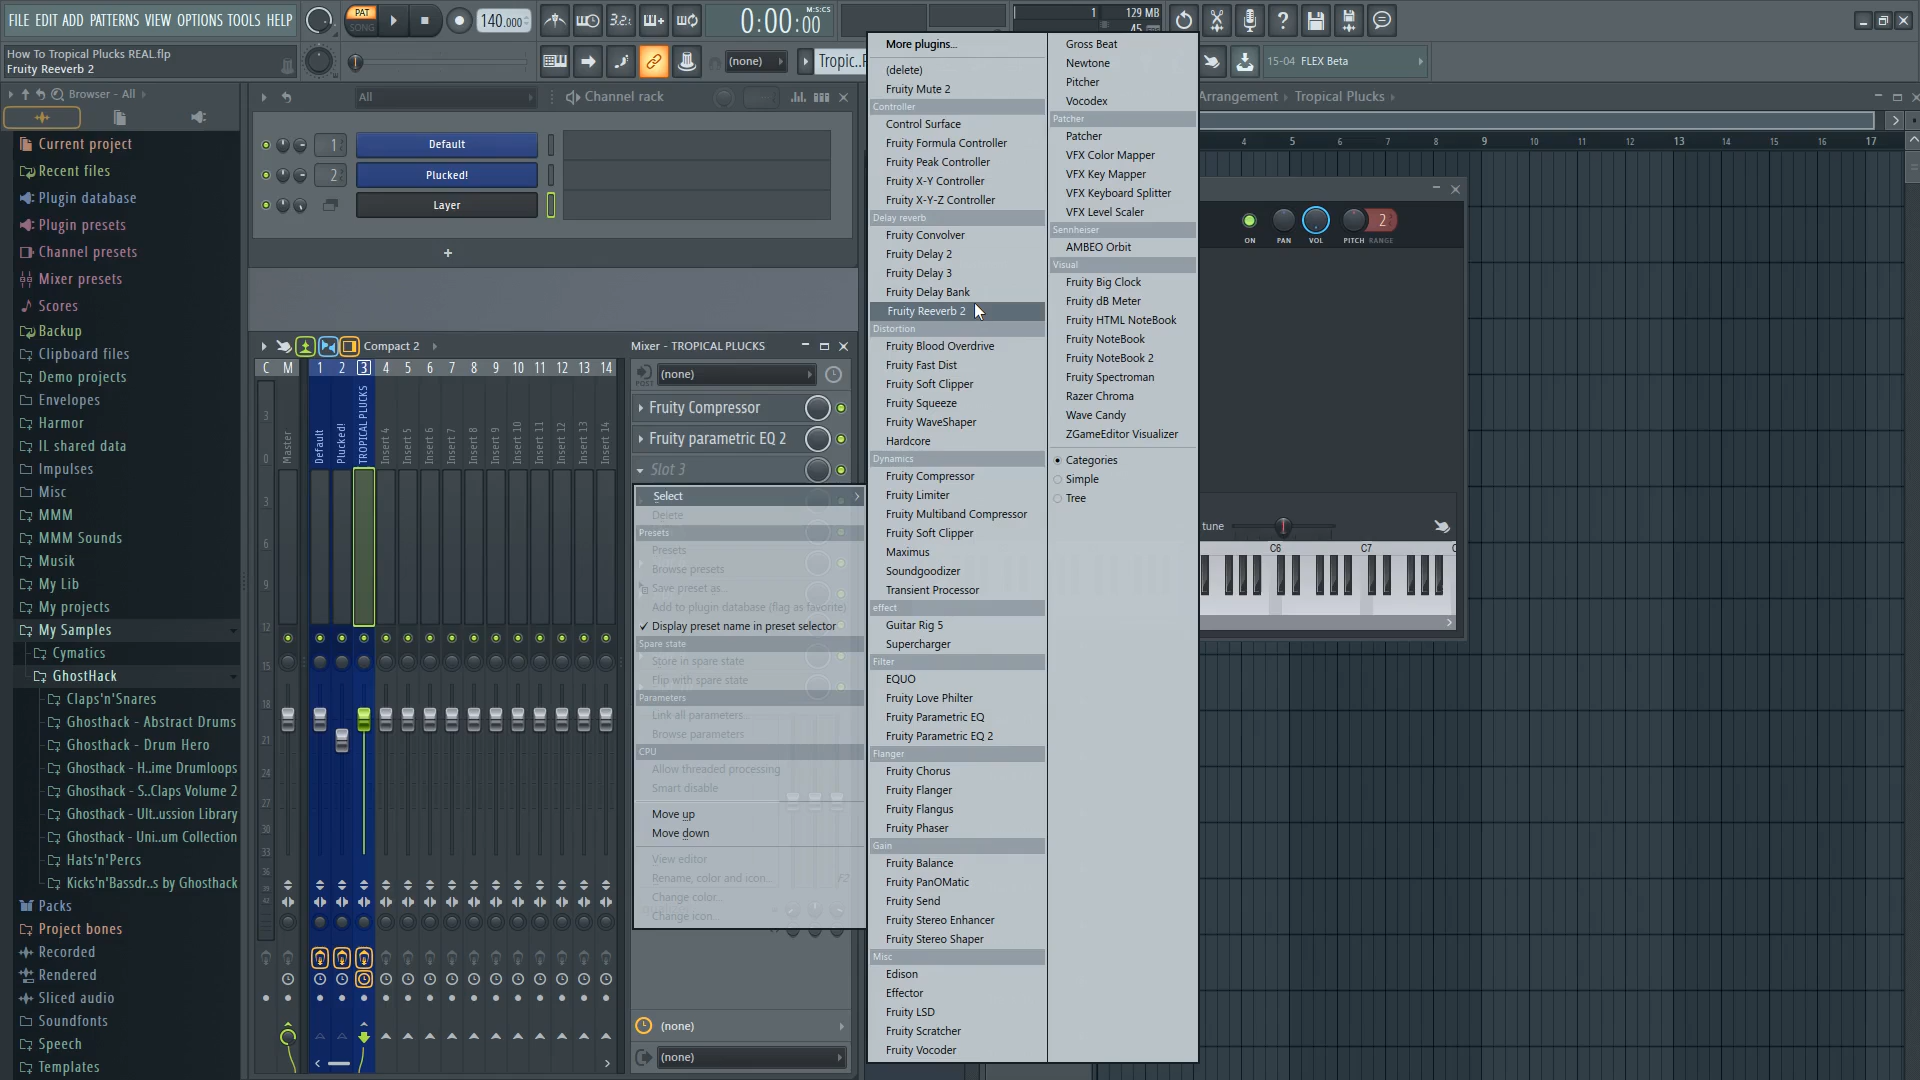 FILE EDIT ADD PATTERNS VIEW OPTIONS TOOLS HELP
PAT
SONG
140.000
3.2..
0:00:00
M:S:CS
1
129 MB
45
How To Tropical Plucks REAL.flp
Fruity Reeverb 2
(none)
Tropic..
15-04 FLEX Beta
Browser - All
Current project
Recent files
Plugin database
Plugin presets
Channel presets
Mixer presets
Scores
Backup
Clipboard files
Demo projects
Envelopes
Harmor
IL shared data
Impulses
Misc
MMM
MMM Sounds
Musik
My Lib
My projects
My Samples
Cymatics
GhostHack
Claps'n'Snares
Ghosthack - Abstract Drums
Ghosthack - Drum Hero
Ghosthack - H..ime Drumloops
Ghosthack - S..Claps Volume 2
Ghosthack - Ult..ussion Library
Ghosthack - Uni..um Collection
Hats'n'Percs
Kicks'n'Bassdr..s by Ghosthack
Packs
Project bones
Recorded
Rendered
Sliced audio
Soundfonts
Speech
Templates
All
Channel rack
1
Default
2
Plucked!
Layer
+
Compact 2
Mixer - TROPICAL PLUCKS
C M 1 2 3 4 5 6 7 8 9 10 11 12 13 14
Master
Default
Plucked!
TROPICAL PLUCKS
Insert 4
Insert 5
Insert 6
Insert 7
Insert 8
Insert 9
Insert 10
Insert 11
Insert 12
Insert 13
Insert 14
3
0
3
6
9
12
15
18
21
24
27
30
33
36
POST
(none)
Fruity Compressor
Fruity parametric EQ 2
Slot 3
Select
Delete
Presets
Presets
Browse presets
Save preset as...
Add to plugin database (flag as favorite)
Display preset name in preset selector
Spare state
Store in spare state
Flip with spare state
Parameters
Link all parameters...
Browse parameters
CPU
Allow threaded processing
Smart disable
Move up
Move down
View editor
Rename, color and icon... F2
Change color...
Change icon...
(none)
(none)
More plugins...
(delete)
Fruity Mute 2
Controller
Control Surface
Fruity Formula Controller
Fruity Peak Controller
Fruity X-Y Controller
Fruity X-Y-Z Controller
Delay reverb
Fruity Convolver
Fruity Delay 2
Fruity Delay 3
Fruity Delay Bank
Fruity Reeverb 2
Distortion
Fruity Blood Overdrive
Fruity Fast Dist
Fruity Soft Clipper
Fruity Squeeze
Fruity WaveShaper
Hardcore
Dynamics
Fruity Compressor
Fruity Limiter
Fruity Multiband Compressor
Fruity Soft Clipper
Maximus
Soundgoodizer
Transient Processor
effect
Guitar Rig 5
Supercharger
Filter
EQUO
Fruity Love Philter
Fruity Parametric EQ
Fruity Parametric EQ 2
Flanger
Fruity Chorus
Fruity Flanger
Fruity Flangus
Fruity Phaser
Gain
Fruity Balance
Fruity PanOMatic
Fruity Send
Fruity Stereo Enhancer
Fruity Stereo Shaper
Misc
Edison
Effector
Fruity LSD
Fruity Scratcher
Fruity Vocoder
Gross Beat
Newtone
Pitcher
Vocodex
Patcher
Patcher
VFX Color Mapper
VFX Key Mapper
VFX Keyboard Splitter
VFX Level Scaler
Sennheiser
AMBEO Orbit
Visual
Fruity Big Clock
Fruity dB Meter
Fruity HTML NoteBook
Fruity NoteBook
Fruity NoteBook 2
Fruity Spectroman
Razer Chroma
Wave Candy
ZGameEditor Visualizer
Categories
Simple
Tree
Arrangement
Tropical Plucks
4 5 6 7 8 9 10 11 12 13 14 15 16 17
2
ON PAN VOL PITCH RANGE
tune
C6 C7